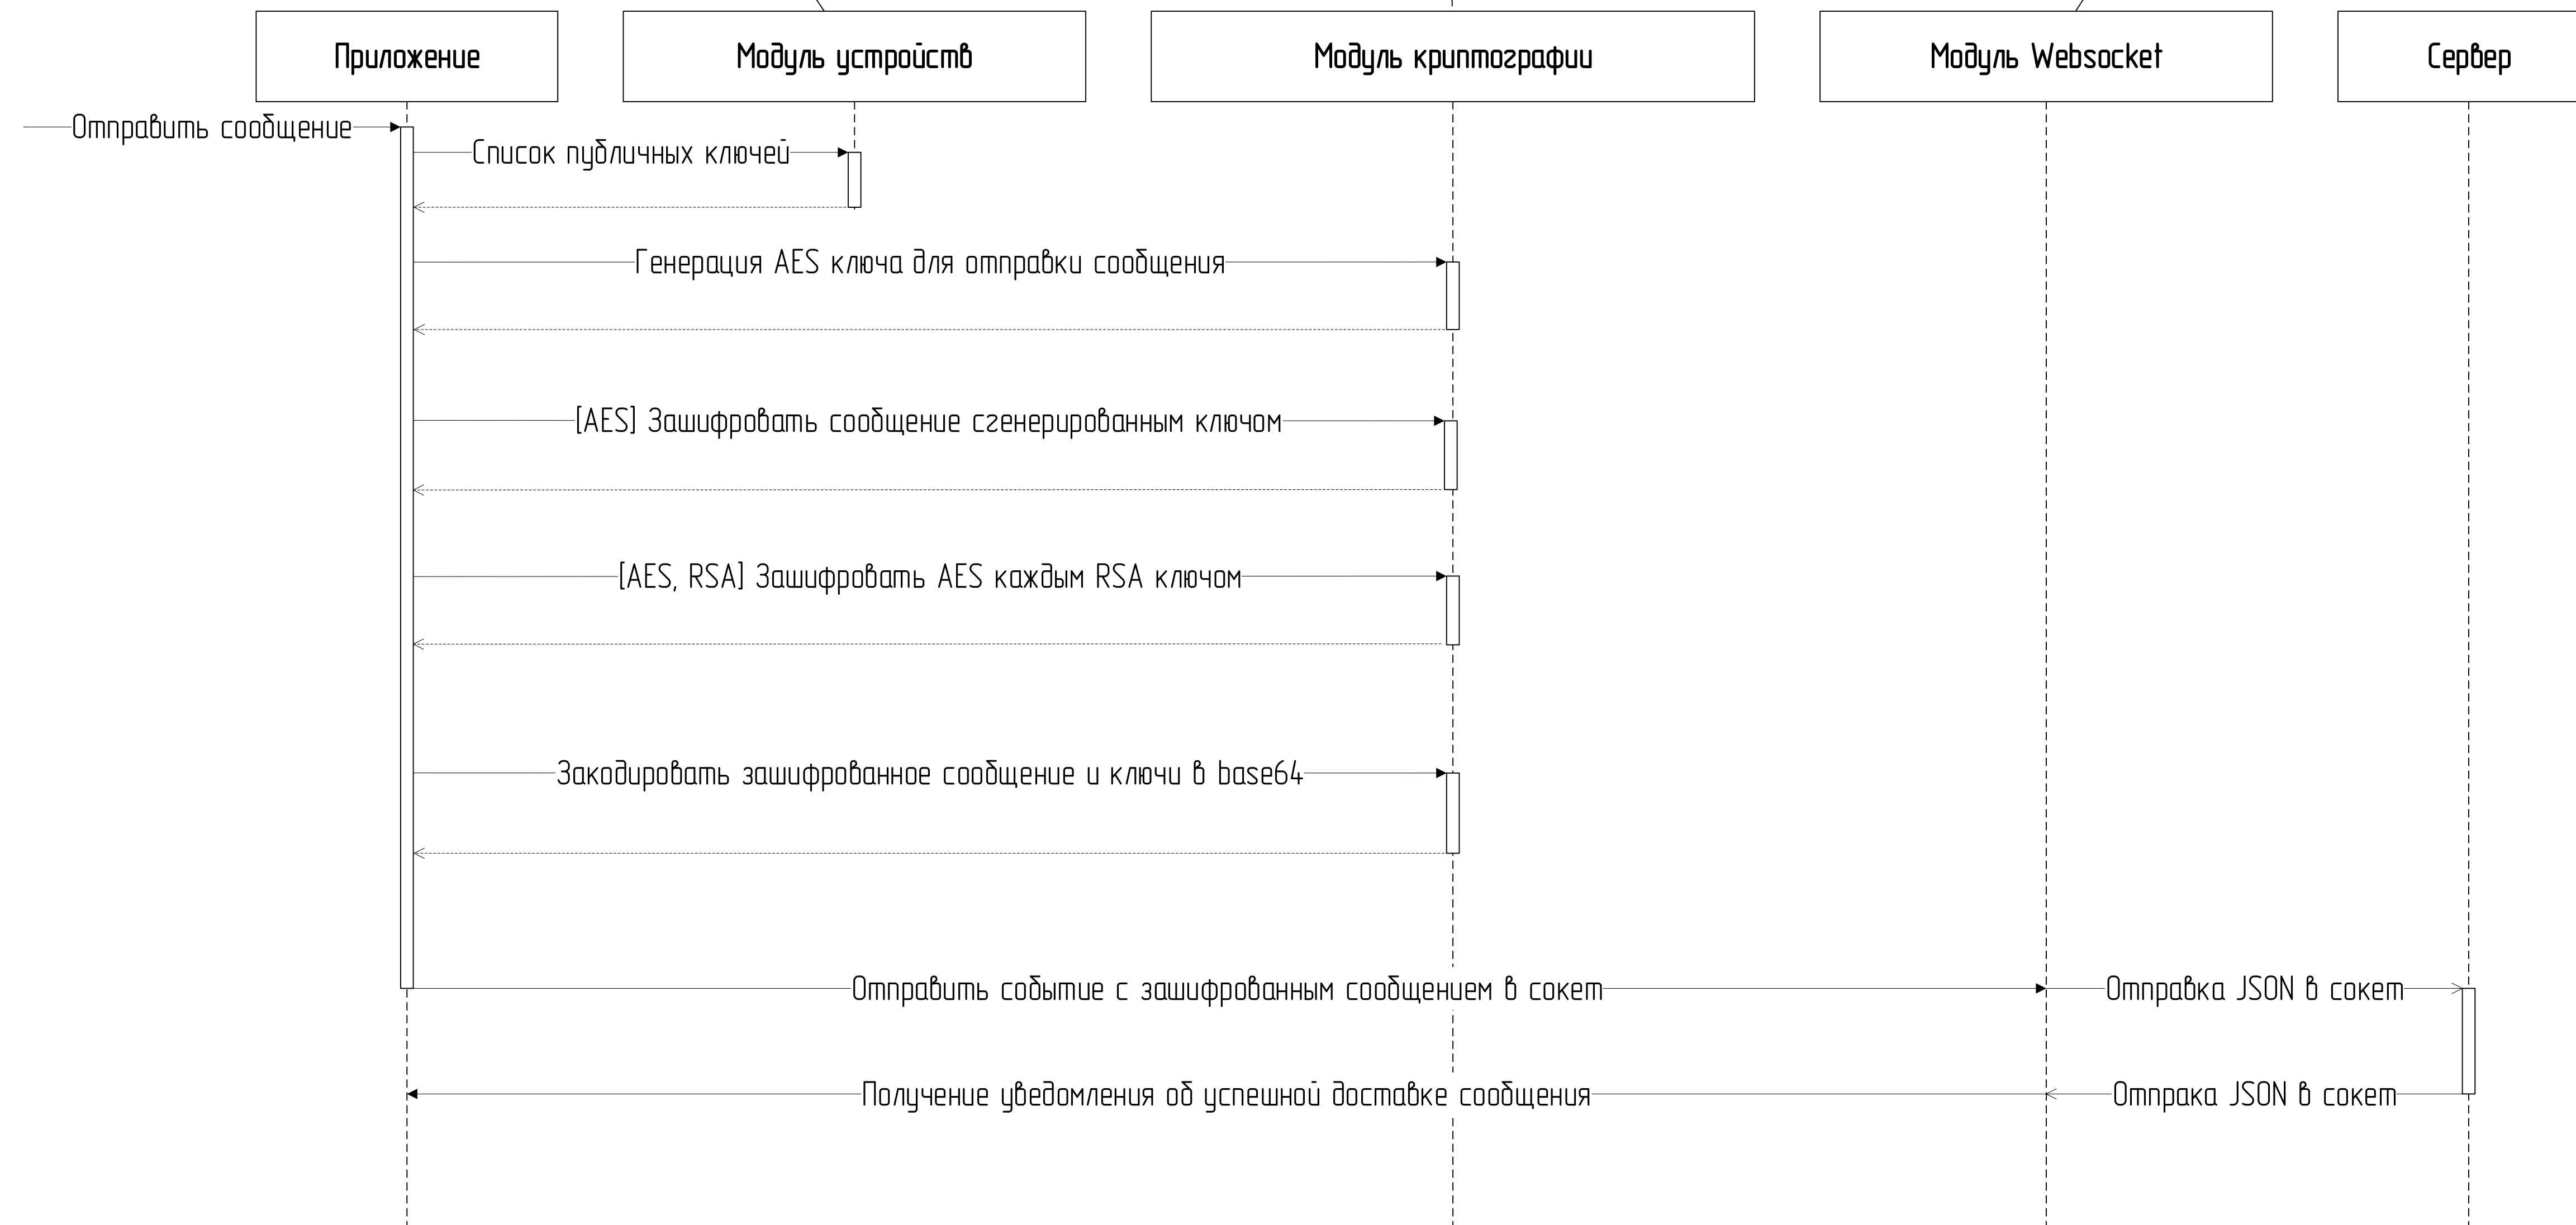 Приложение
Модуль устройств
Модуль криптографии
Модуль Websocket
Сервер
Отправить сообщение
Список публичных ключей
Генерация AES ключа для отправки сообщения
[AES] Зашифровать сообщение сгенерированным ключом
[AES, RSA] Зашифровать AES каждым RSA ключом
Закодировать зашифрованное сообщение и ключи в base64
Отправить событие с зашифрованным сообщением в сокет
Отправка JSON в сокет
Получение уведомления об успешной доставке сообщения
Отпрака JSON в сокет